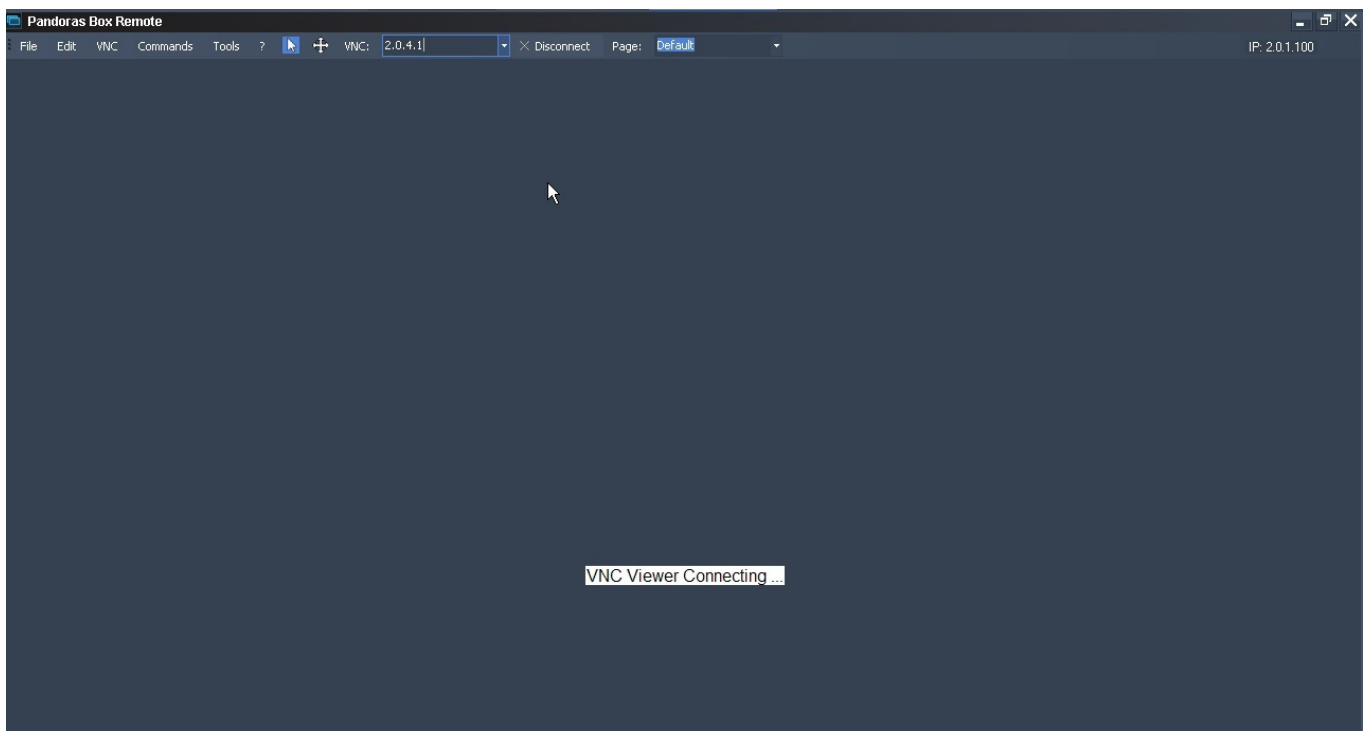 Pandoras Box Remote
File Edit VNC Commands Tools ? VNC: 2.0.4.1 Disconnect Page: Default IP: 2.0.1.100
VNC Viewer Connecting ...